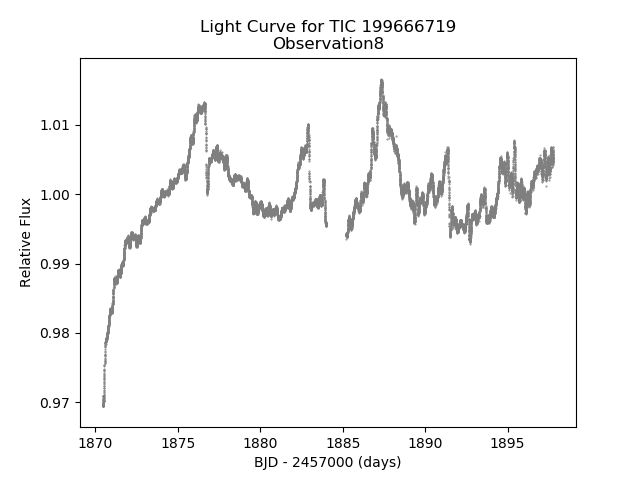 Light Curve for TIC 199666719
Observation8
1.01
1.00
0.99
0.98
0.97
Relative Flux
1870 1875 1880 1885 1890 1895
BJD - 2457000 (days)